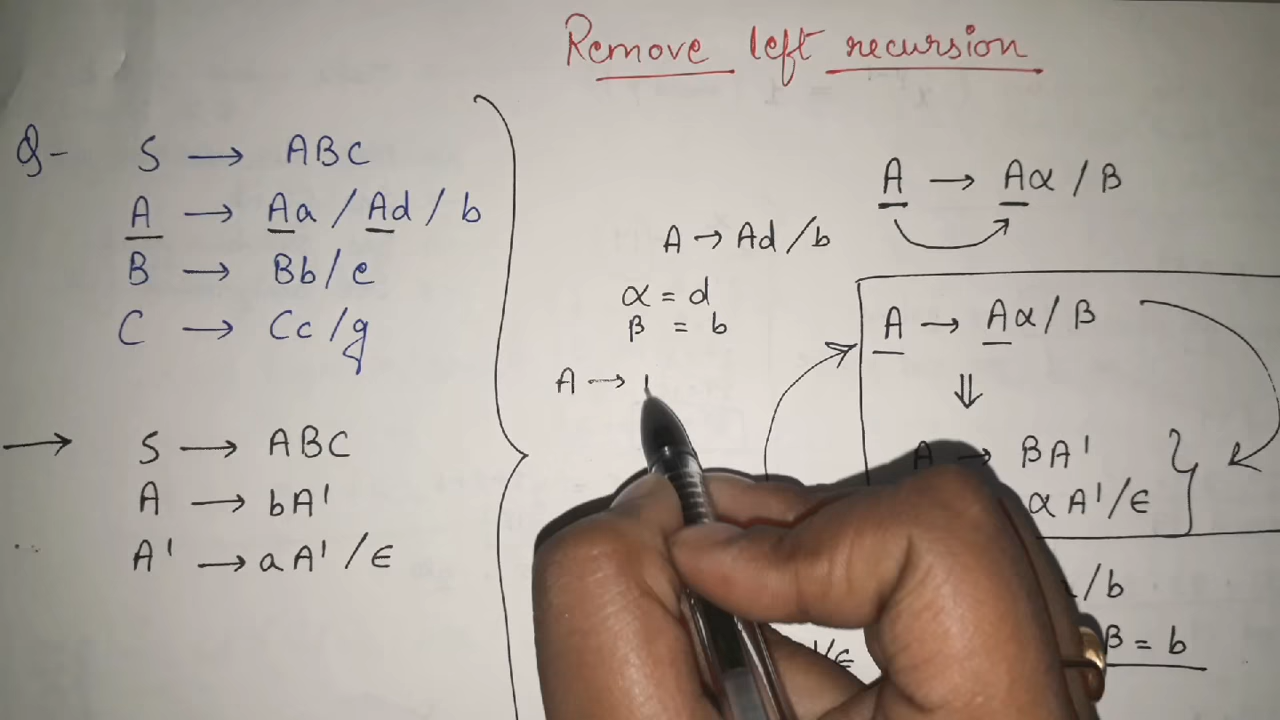 Remove left recursion
Q- S → ABC
A → Aa / Ad / b
B → Bb / e
C → Cc / g
→ S → ABC
A → bA'
A' → aA' / ϵ
A → Ad / b
α = d
β = b
A →
A → Aα / β
A → Aα / β
⇓
A → βA'
αA' / ϵ
/ b
β = b
/ϵ